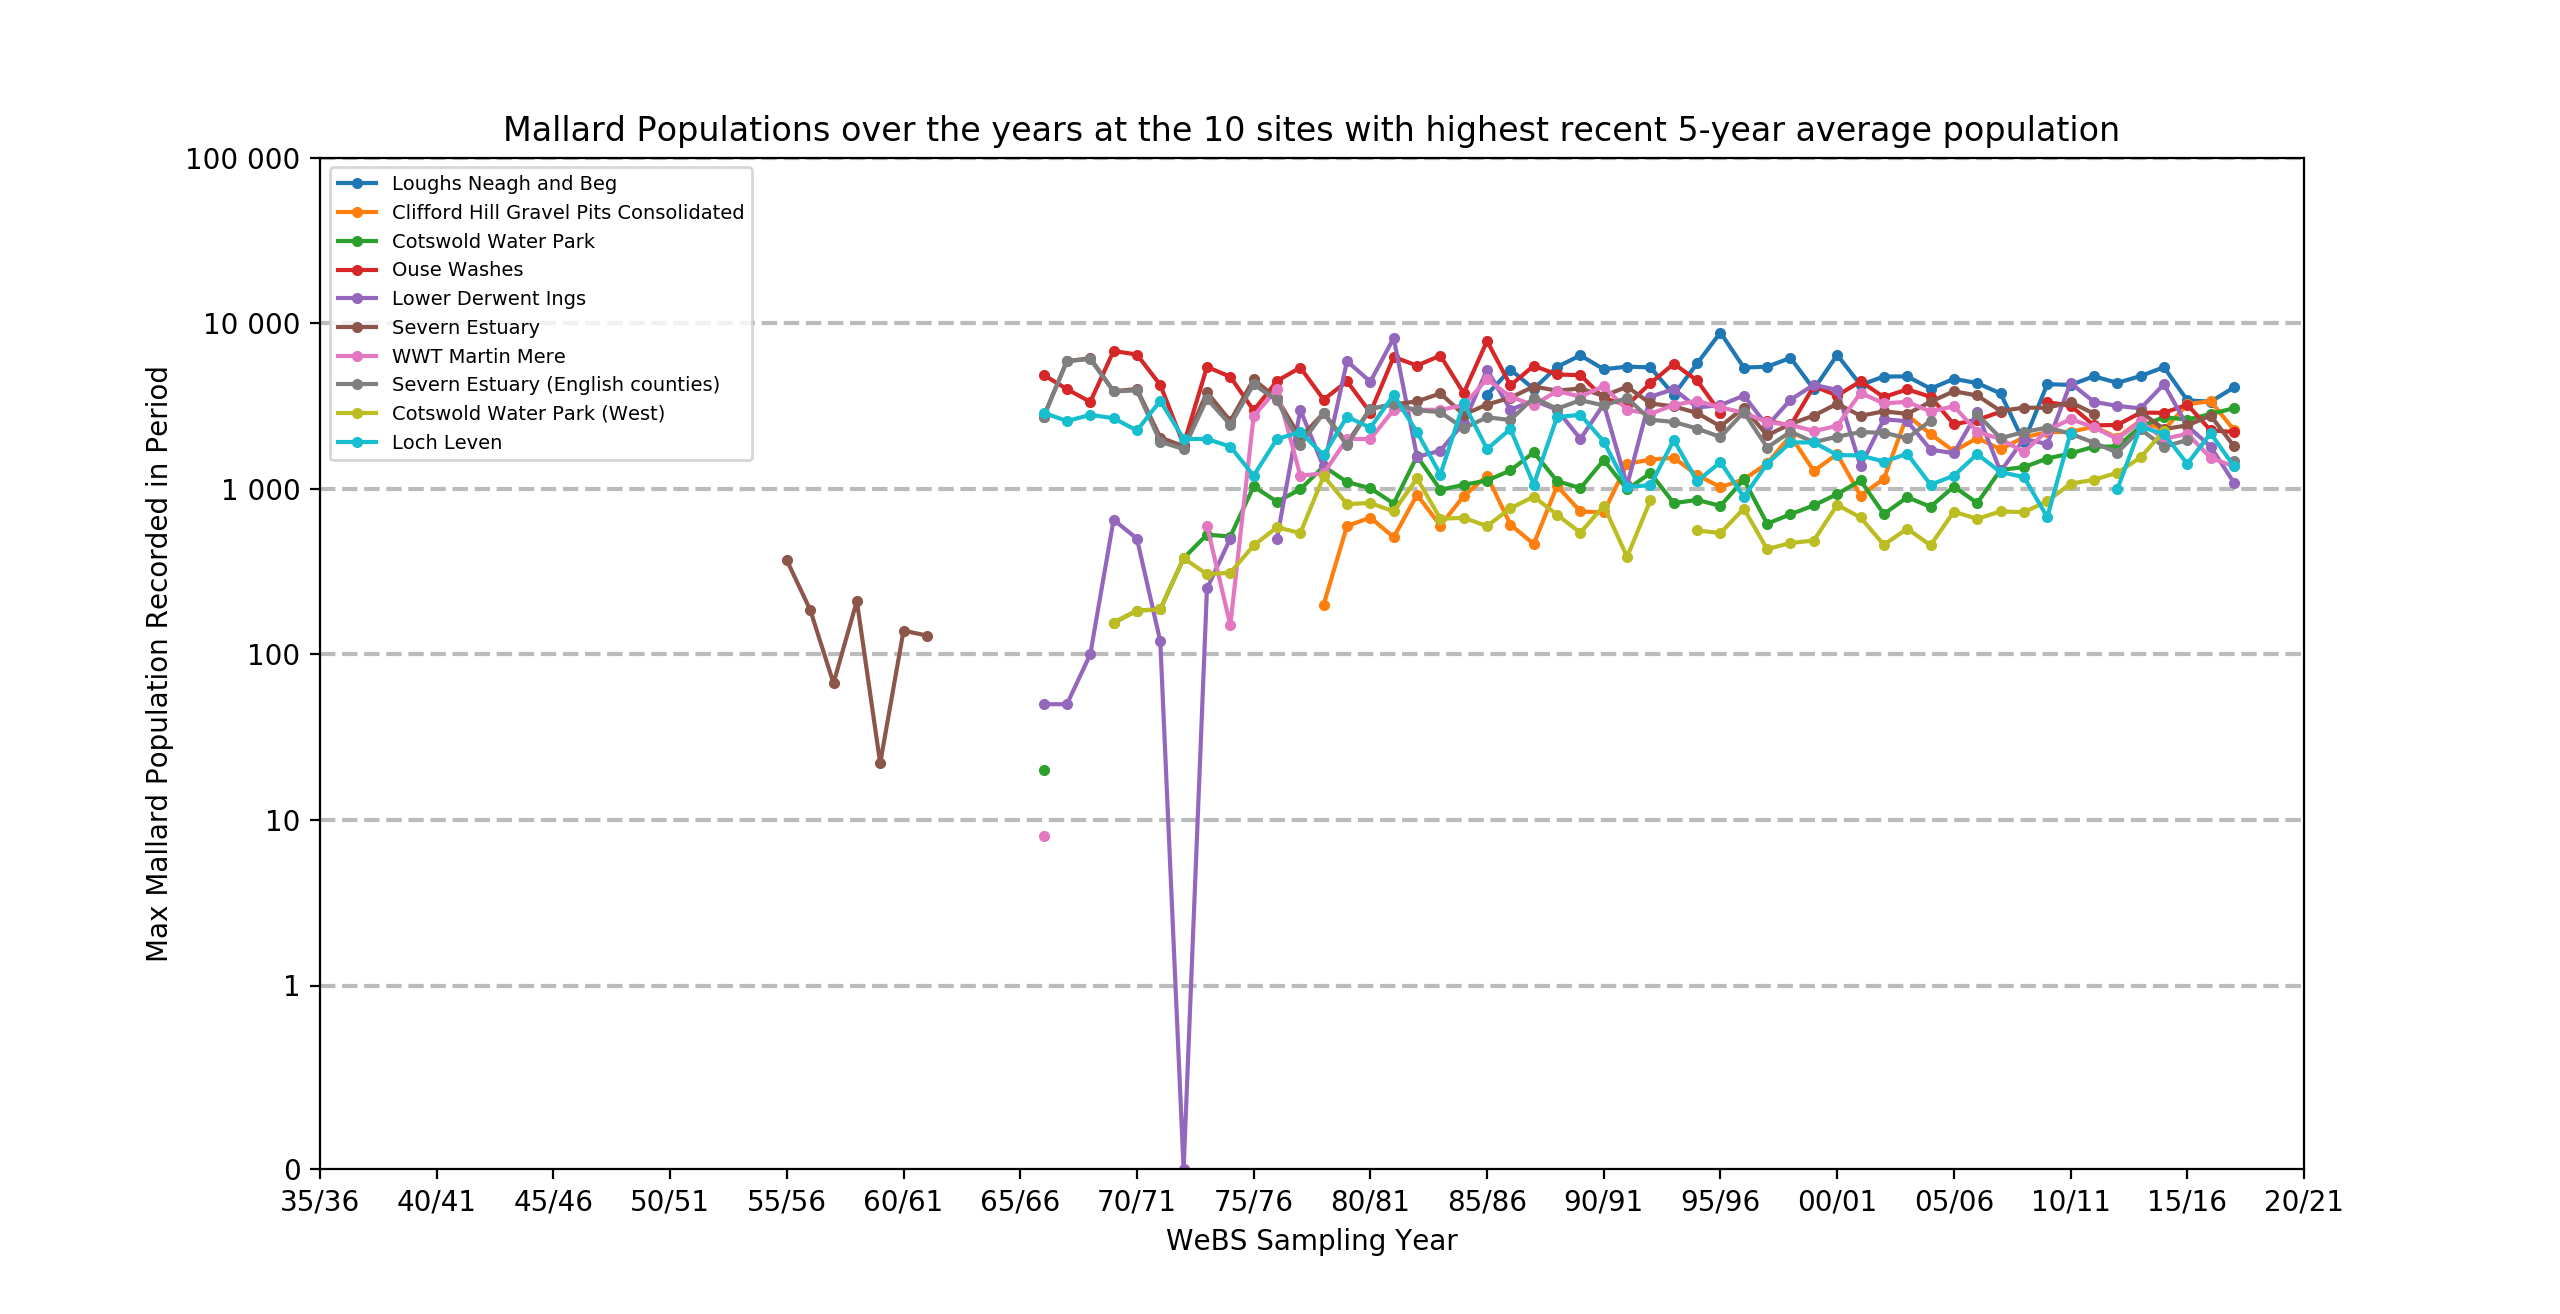 Mallard Populations over the years at the 10 sites with highest recent 5-year average population
100 000
10 000
1 000
100
10
1
0
Max Mallard Population Recorded in Period
Loughs Neagh and Beg
Clifford Hill Gravel Pits Consolidated
Cotswold Water Park
Ouse Washes
Lower Derwent Ings
Severn Estuary
WWT Martin Mere
Severn Estuary (English counties)
Cotswold Water Park (West)
Loch Leven
35/36 40/41 45/46 50/51 55/56 60/61 65/66 70/71 75/76 80/81 85/86 90/91 95/96 00/01 05/06 10/11 15/16 20/21
WeBS Sampling Year